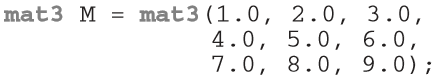 mat3 M = mat3(1.0, 2.0, 3.0,
4.0, 5.0, 6.0,
7.0, 8.0, 9.0);